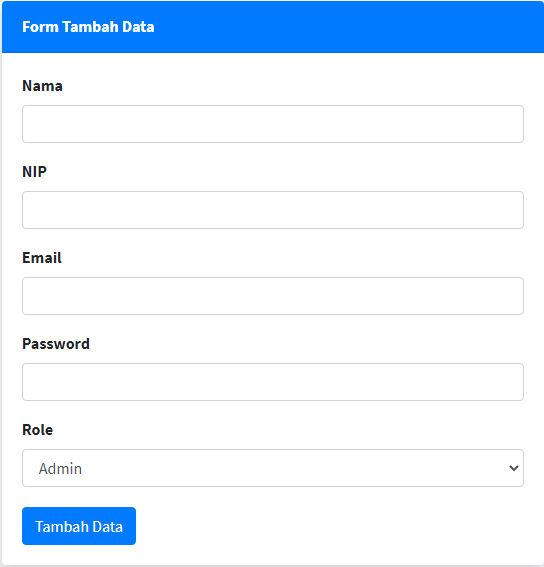 Form Tambah Data
Nama
NIP
Email
Password
Role
Admin
Tambah Data